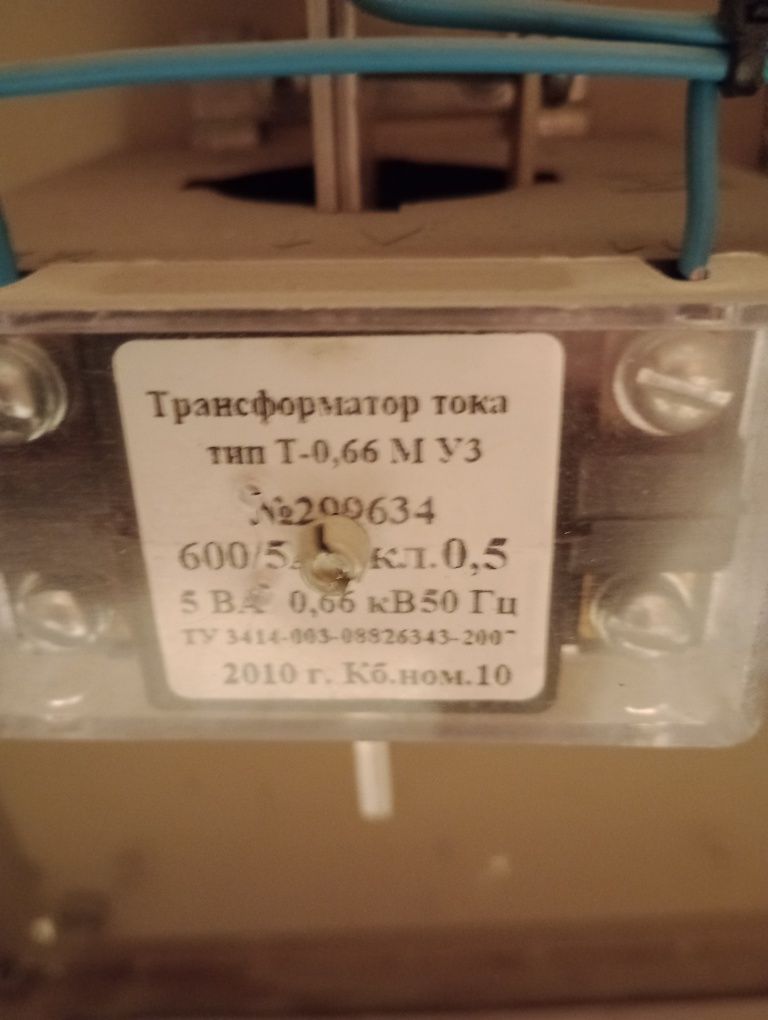 Трансформатор тока
тип Т-0,66 М У3
№299634
600/5 кл.0,5
5 ВА 0,66 кВ50 Гц
ТУ 3414-003-08826343-2007
2010 г. Кб.ном.10